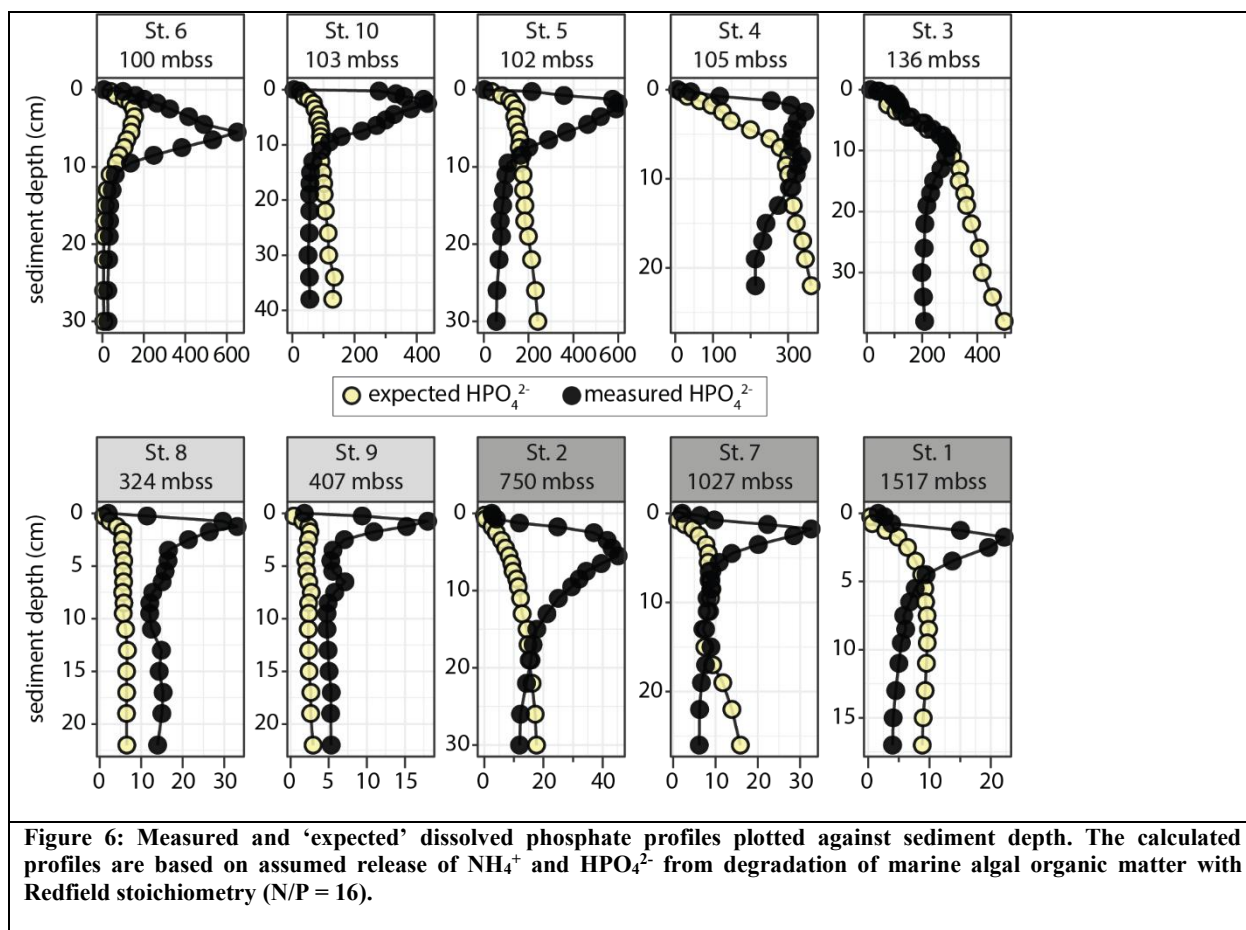 St. 6
100 mbss
St. 10
103 mbss
St. 5
102 mbss
St. 4
105 mbss
St. 3
136 mbss
sediment depth (cm)
0
10
20
30
0
10
20
30
40
0
10
20
30
0
10
20
0
10
20
30
0 200 400 600
0 200 400
0 200 400 600
0 100 300
0 200 400
expected HPO₄²⁻ measured HPO₄²⁻
St. 8
324 mbss
St. 9
407 mbss
St. 2
750 mbss
St. 7
1027 mbss
St. 1
1517 mbss
sediment depth (cm)
0
5
10
15
20
0
5
10
15
20
0
10
20
30
0
10
20
0
5
10
15
0 10 20 30
0 5 10 15
0 20 40
0 10 20 30
0 10 20
Figure 6: Measured and ‘expected’ dissolved phosphate profiles plotted against sediment depth. The calculated
profiles are based on assumed release of NH₄⁺ and HPO₄²⁻ from degradation of marine algal organic matter with
Redfield stoichiometry (N/P = 16).